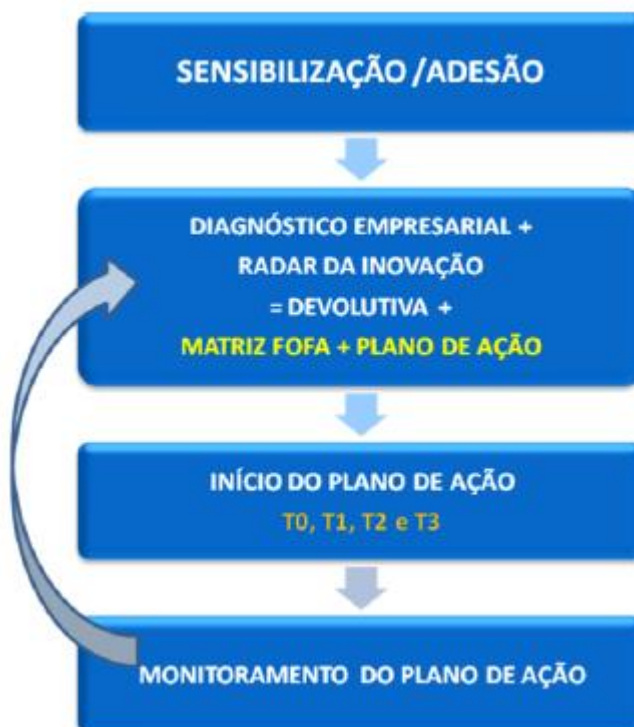 SENSIBILIZAÇÃO /ADESÃO
DIAGNÓSTICO EMPRESARIAL +
RADAR DA INOVAÇÃO
= DEVOLUTIVA +
MATRIZ FOFA + PLANO DE AÇÃO
INÍCIO DO PLANO DE AÇÃO
T0, T1, T2 e T3
MONITORAMENTO DO PLANO DE AÇÃO